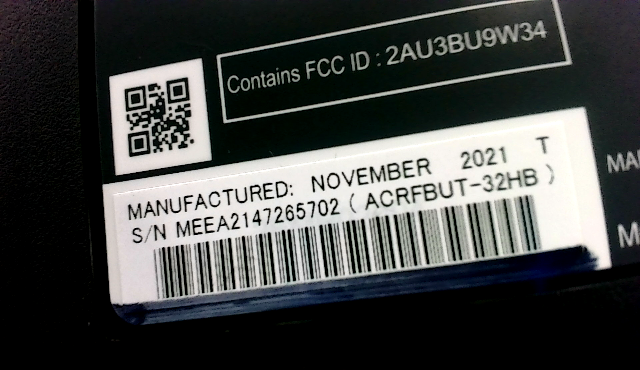 Contains FCC ID : 2AU3BU9W34
MANUFACTURED: NOVEMBER 2021 T
S/N MEEA2147265702 ( ACRFBUT-32HB )